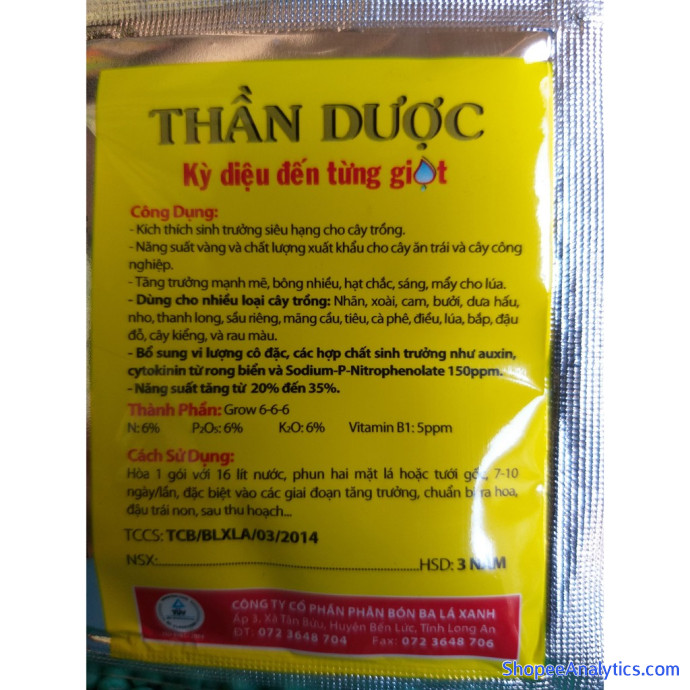 THẦN DƯỢC
Kỳ diệu đến từng giọt
Công Dụng:
- Kích thích sinh trưởng siêu hạng cho cây trồng.
- Năng suất vàng và chất lượng xuất khẩu cho cây ăn trái và cây công
nghiệp.
- Tăng trưởng mạnh mẽ, bông nhiều, hạt chắc, sáng, mẩy cho lúa.
- Dùng cho nhiều loại cây trồng: Nhãn, xoài, cam, bưởi, dưa hấu,
nho, thanh long, sầu riêng, mãng cầu, tiêu, cà phê, điều, lúa, bắp, đậu
đỗ, cây kiểng, và rau màu.
- Bổ sung vi lượng cô đặc, các hợp chất sinh trưởng như auxin,
cytokinin từ rong biển và Sodium-P-Nitrophenolate 150ppm.
- Năng suất tăng từ 20% đến 35%.
Thành Phần: Grow 6-6-6
N: 6% P₂O₅: 6% K₂O: 6% Vitamin B1: 5ppm
Cách Sử Dụng:
Hòa 1 gói với 16 lít nước, phun hai mặt lá hoặc tưới gốc, 7-10
ngày/lần, đặc biệt vào các giai đoạn tăng trưởng, chuẩn bị ra hoa,
đậu trái non, sau thu hoạch...
TCCS: TCB/BLXLA/03/2014
NSX:........................HSD: 3 NĂM
CÔNG TY CỔ PHẦN PHÂN BÓN BA LÁ XANH
Ấp 3, Xã Tân Bửu, Huyện Bến Lức, Tỉnh Long An
ĐT: 072 3648 704 Fax: 072 3648 706
ShopeeAnalytics.com